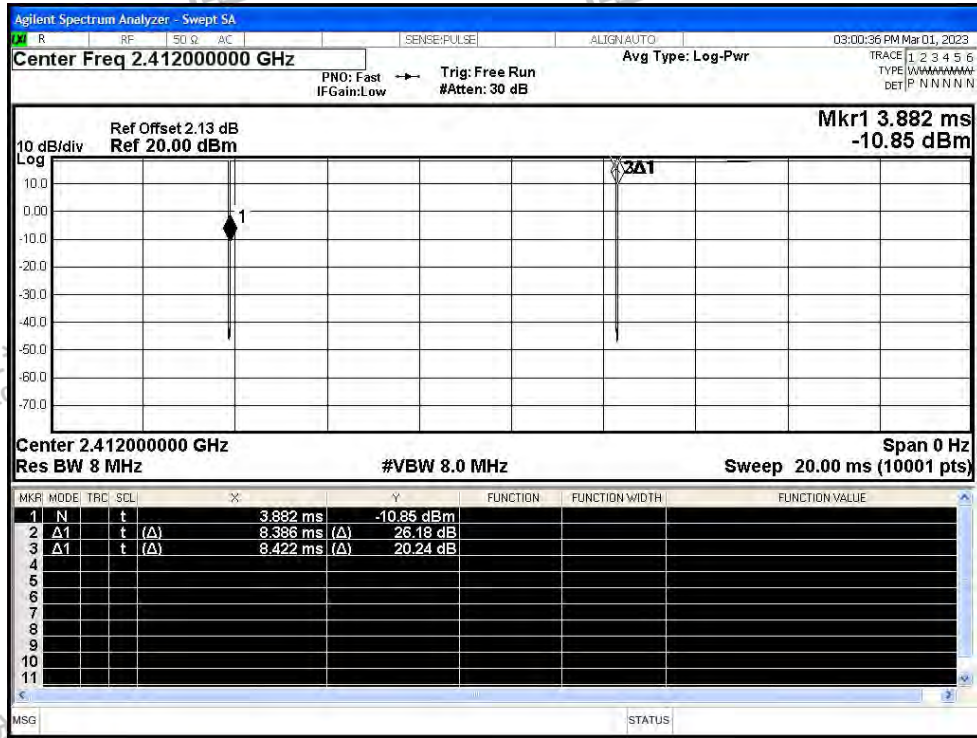 Agilent Spectrum Analyzer - Swept SA
LXI R RF 50 Ω AC SENSE:PULSE ALIGN AUTO 03:00:36 PM Mar 01, 2023
Center Freq 2.412000000 GHz Avg Type: Log-Pwr TRACE 1 2 3 4 5 6
PNO: Fast Trig: Free Run TYPE
IFGain:Low #Atten: 30 dB DET P N N N N N
Mkr1 3.882 ms
Ref Offset 2.13 dB
10 dB/div Ref 20.00 dBm -10.85 dBm
Log
3Δ1
10.0
0.00
1
-10.0
-20.0
-30.0
-40.0
-50.0
-60.0
-70.0
Center 2.412000000 GHz Span 0 Hz
Res BW 8 MHz #VBW 8.0 MHz Sweep 20.00 ms (10001 pts)
MKR MODE TRC SCL X Y FUNCTION FUNCTION WIDTH FUNCTION VALUE
1 N t 3.882 ms -10.85 dBm
2 Δ1 t (Δ) 8.386 ms (Δ) 26.18 dB
3 Δ1 t (Δ) 8.422 ms (Δ) 20.24 dB
4
5
6
7
8
9
10
11
MSG STATUS